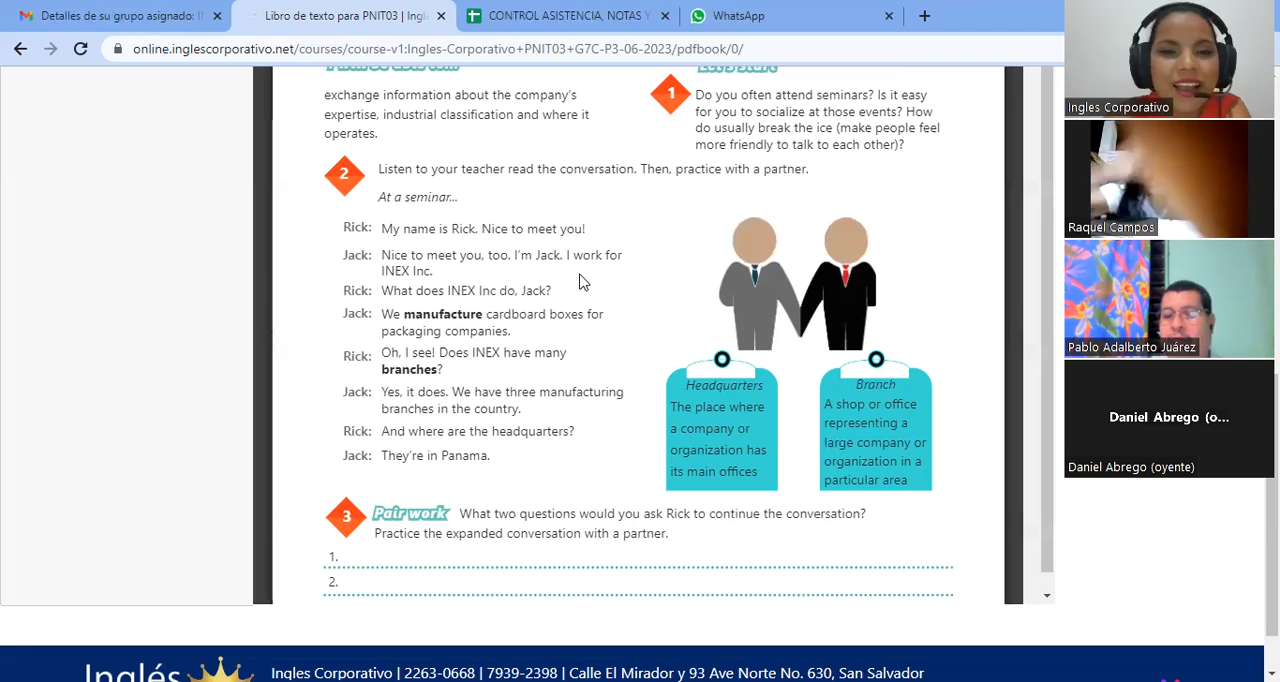 Detalles de su grupo asignado: I
Libro de texto para PNIT03 | Ingl
CONTROL ASISTENCIA, NOTAS Y
WhatsApp
online.inglescorporativo.net/courses/course-v1:Ingles-Corporativo+PNIT03+G7C-P3-06-2023/pdfbook/0/
exchange information about the company's
expertise, industrial classification and where it
operates.
Let's Start
1
Do you often attend seminars? Is it easy
for you to socialize at those events? How
do usually break the ice (make people feel
more friendly to talk to each other)?
2
Listen to your teacher read the conversation. Then, practice with a partner.
At a seminar...
Rick: My name is Rick. Nice to meet you!
Jack: Nice to meet you, too. I'm Jack. I work for
INEX Inc.
Rick: What does INEX Inc do, Jack?
Jack: We manufacture cardboard boxes for
packaging companies.
Rick: Oh, I see! Does INEX have many
branches?
Jack: Yes, it does. We have three manufacturing
branches in the country.
Rick: And where are the headquarters?
Jack: They're in Panama.
Headquarters
The place where
a company or
organization has
its main offices
Branch
A shop or office
representing a
large company or
organization in a
particular area
3
Pair work What two questions would you ask Rick to continue the conversation?
Practice the expanded conversation with a partner.
1.
2.
Inglés
Ingles Corporativo | 2263-0668 | 7939-2398 | Calle El Mirador y 93 Ave Norte No. 630, San Salvador
Ingles Corporativo
Raquel Campos
Pablo Adalberto Juárez
Daniel Abrego (o...
Daniel Abrego (oyente)